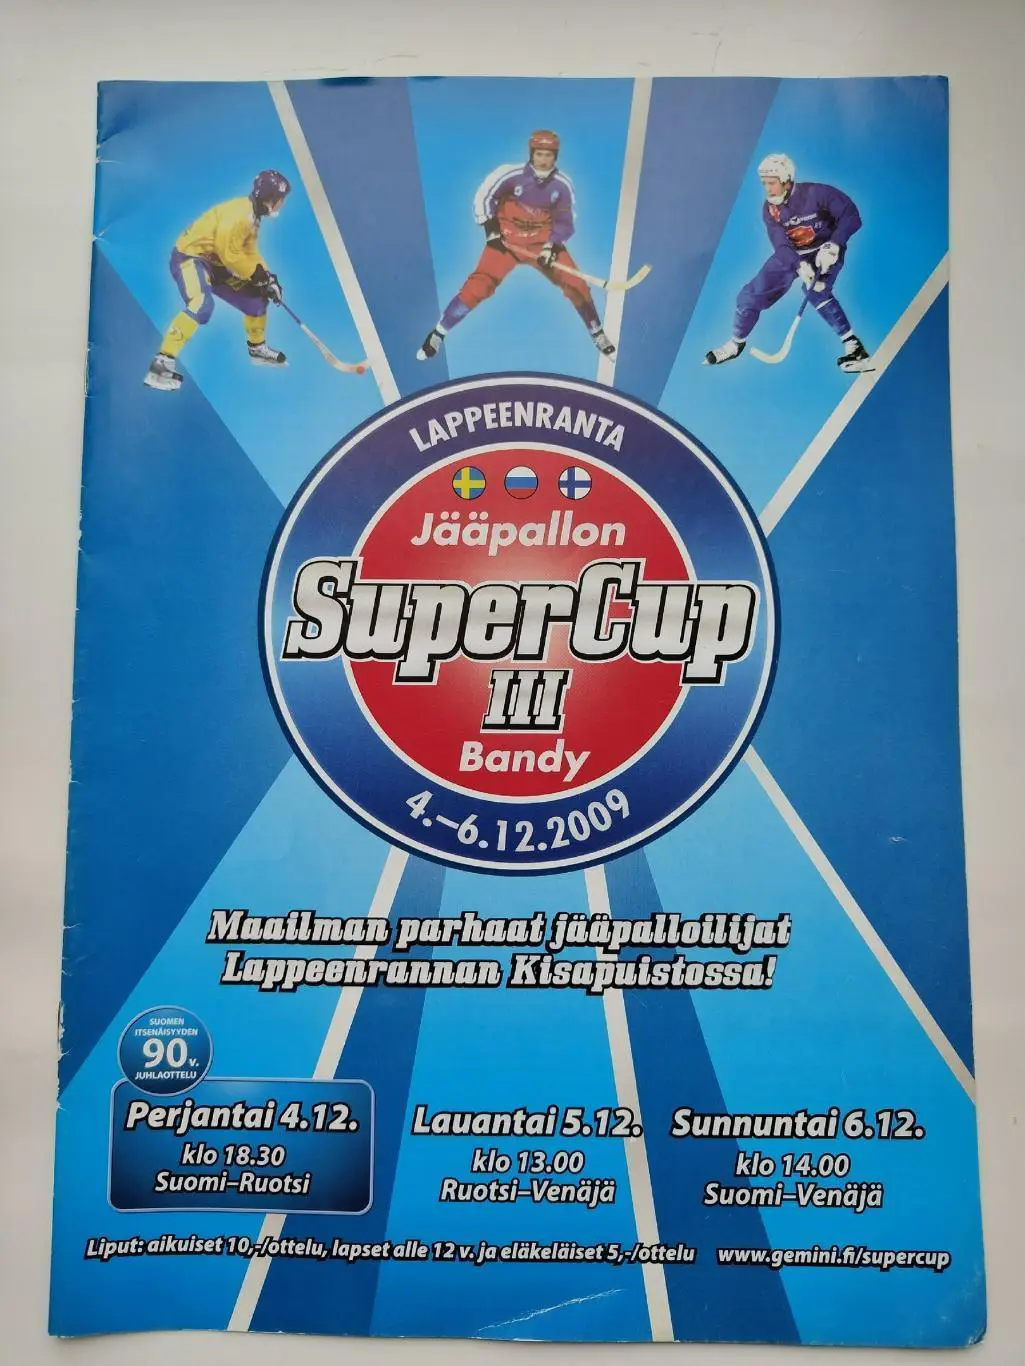 LAPPEENRANTA
Jääpallon
SuperCup
III
Bandy
4.–6.12.2009
Maailman parhaat jääpalloilijat
Lappeenrannan Kisapuistossa!
SUOMEN
ITSENÄISYYDEN
90 v.
JUHLAOTTELU
Perjantai 4.12.
klo 18.30
Suomi–Ruotsi
Lauantai 5.12.
klo 13.00
Ruotsi–Venäjä
Sunnuntai 6.12.
klo 14.00
Suomi–Venäjä
Liput: aikuiset 10,-/ottelu, lapset alle 12 v. ja eläkeläiset 5,-/ottelu www.gemini.fi/supercup